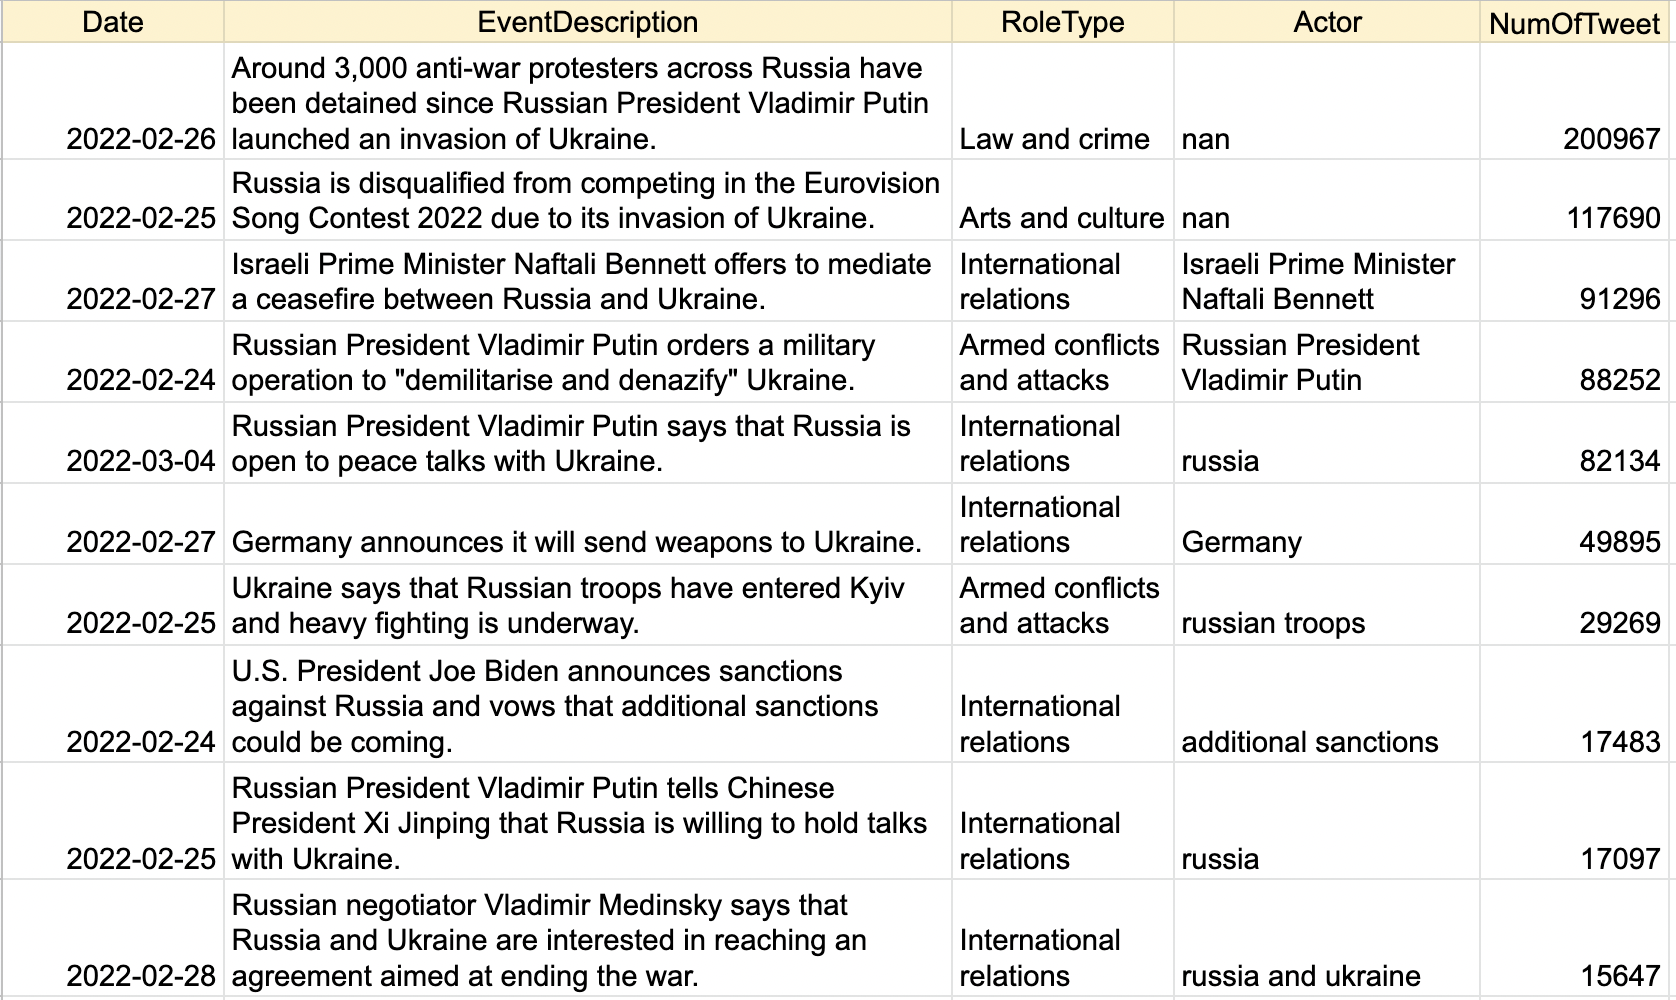 Date EventDescription RoleType Actor NumOfTweet
Around 3,000 anti-war protesters across Russia have
been detained since Russian President Vladimir Putin
2022-02-26 launched an invasion of Ukraine. Law and crime nan 200967
Russia is disqualified from competing in the Eurovision
2022-02-25 Song Contest 2022 due to its invasion of Ukraine. Arts and culture nan 117690
Israeli Prime Minister Naftali Bennett offers to mediate International Israeli Prime Minister
2022-02-27 a ceasefire between Russia and Ukraine. relations Naftali Bennett 91296
Russian President Vladimir Putin orders a military Armed conflicts Russian President
2022-02-24 operation to "demilitarise and denazify" Ukraine. and attacks Vladimir Putin 88252
Russian President Vladimir Putin says that Russia is International
2022-03-04 open to peace talks with Ukraine. relations russia 82134
International
2022-02-27 Germany announces it will send weapons to Ukraine. relations Germany 49895
Ukraine says that Russian troops have entered Kyiv Armed conflicts
2022-02-25 and heavy fighting is underway. and attacks russian troops 29269
U.S. President Joe Biden announces sanctions
against Russia and vows that additional sanctions International
2022-02-24 could be coming. relations additional sanctions 17483
Russian President Vladimir Putin tells Chinese
President Xi Jinping that Russia is willing to hold talks International
2022-02-25 with Ukraine. relations russia 17097
Russian negotiator Vladimir Medinsky says that
Russia and Ukraine are interested in reaching an International
2022-02-28 agreement aimed at ending the war. relations russia and ukraine 15647